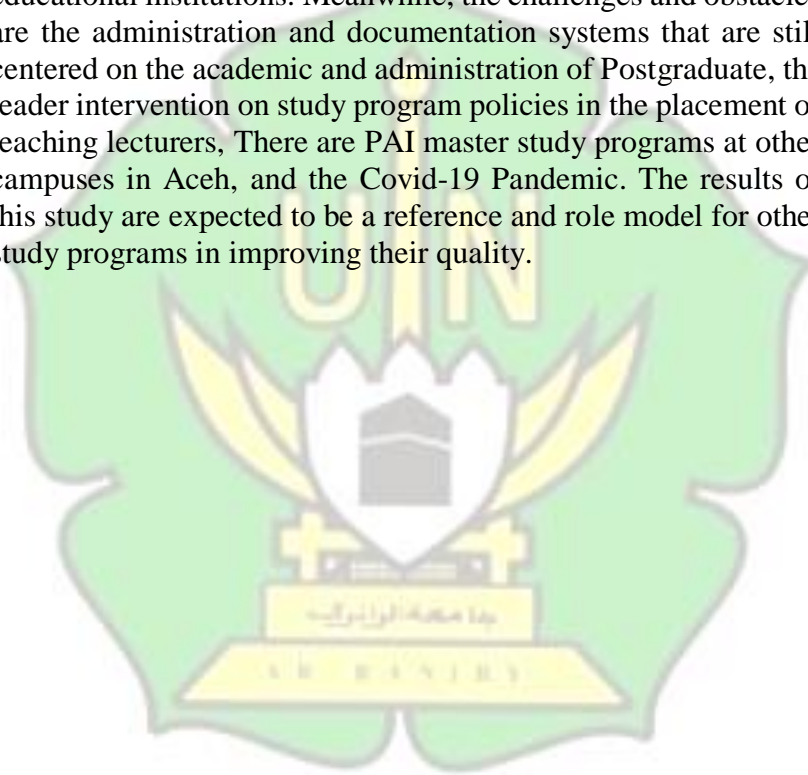 educational institutions. Meanwhile, the challenges and obstacle
are the administration and documentation systems that are stil
centered on the academic and administration of Postgraduate, th
leader intervention on study program policies in the placement o
teaching lecturers, There are PAI master study programs at othe
campuses in Aceh, and the Covid-19 Pandemic. The results o
this study are expected to be a reference and role model for othe
study programs in improving their quality.
UIN
AR RANIRY